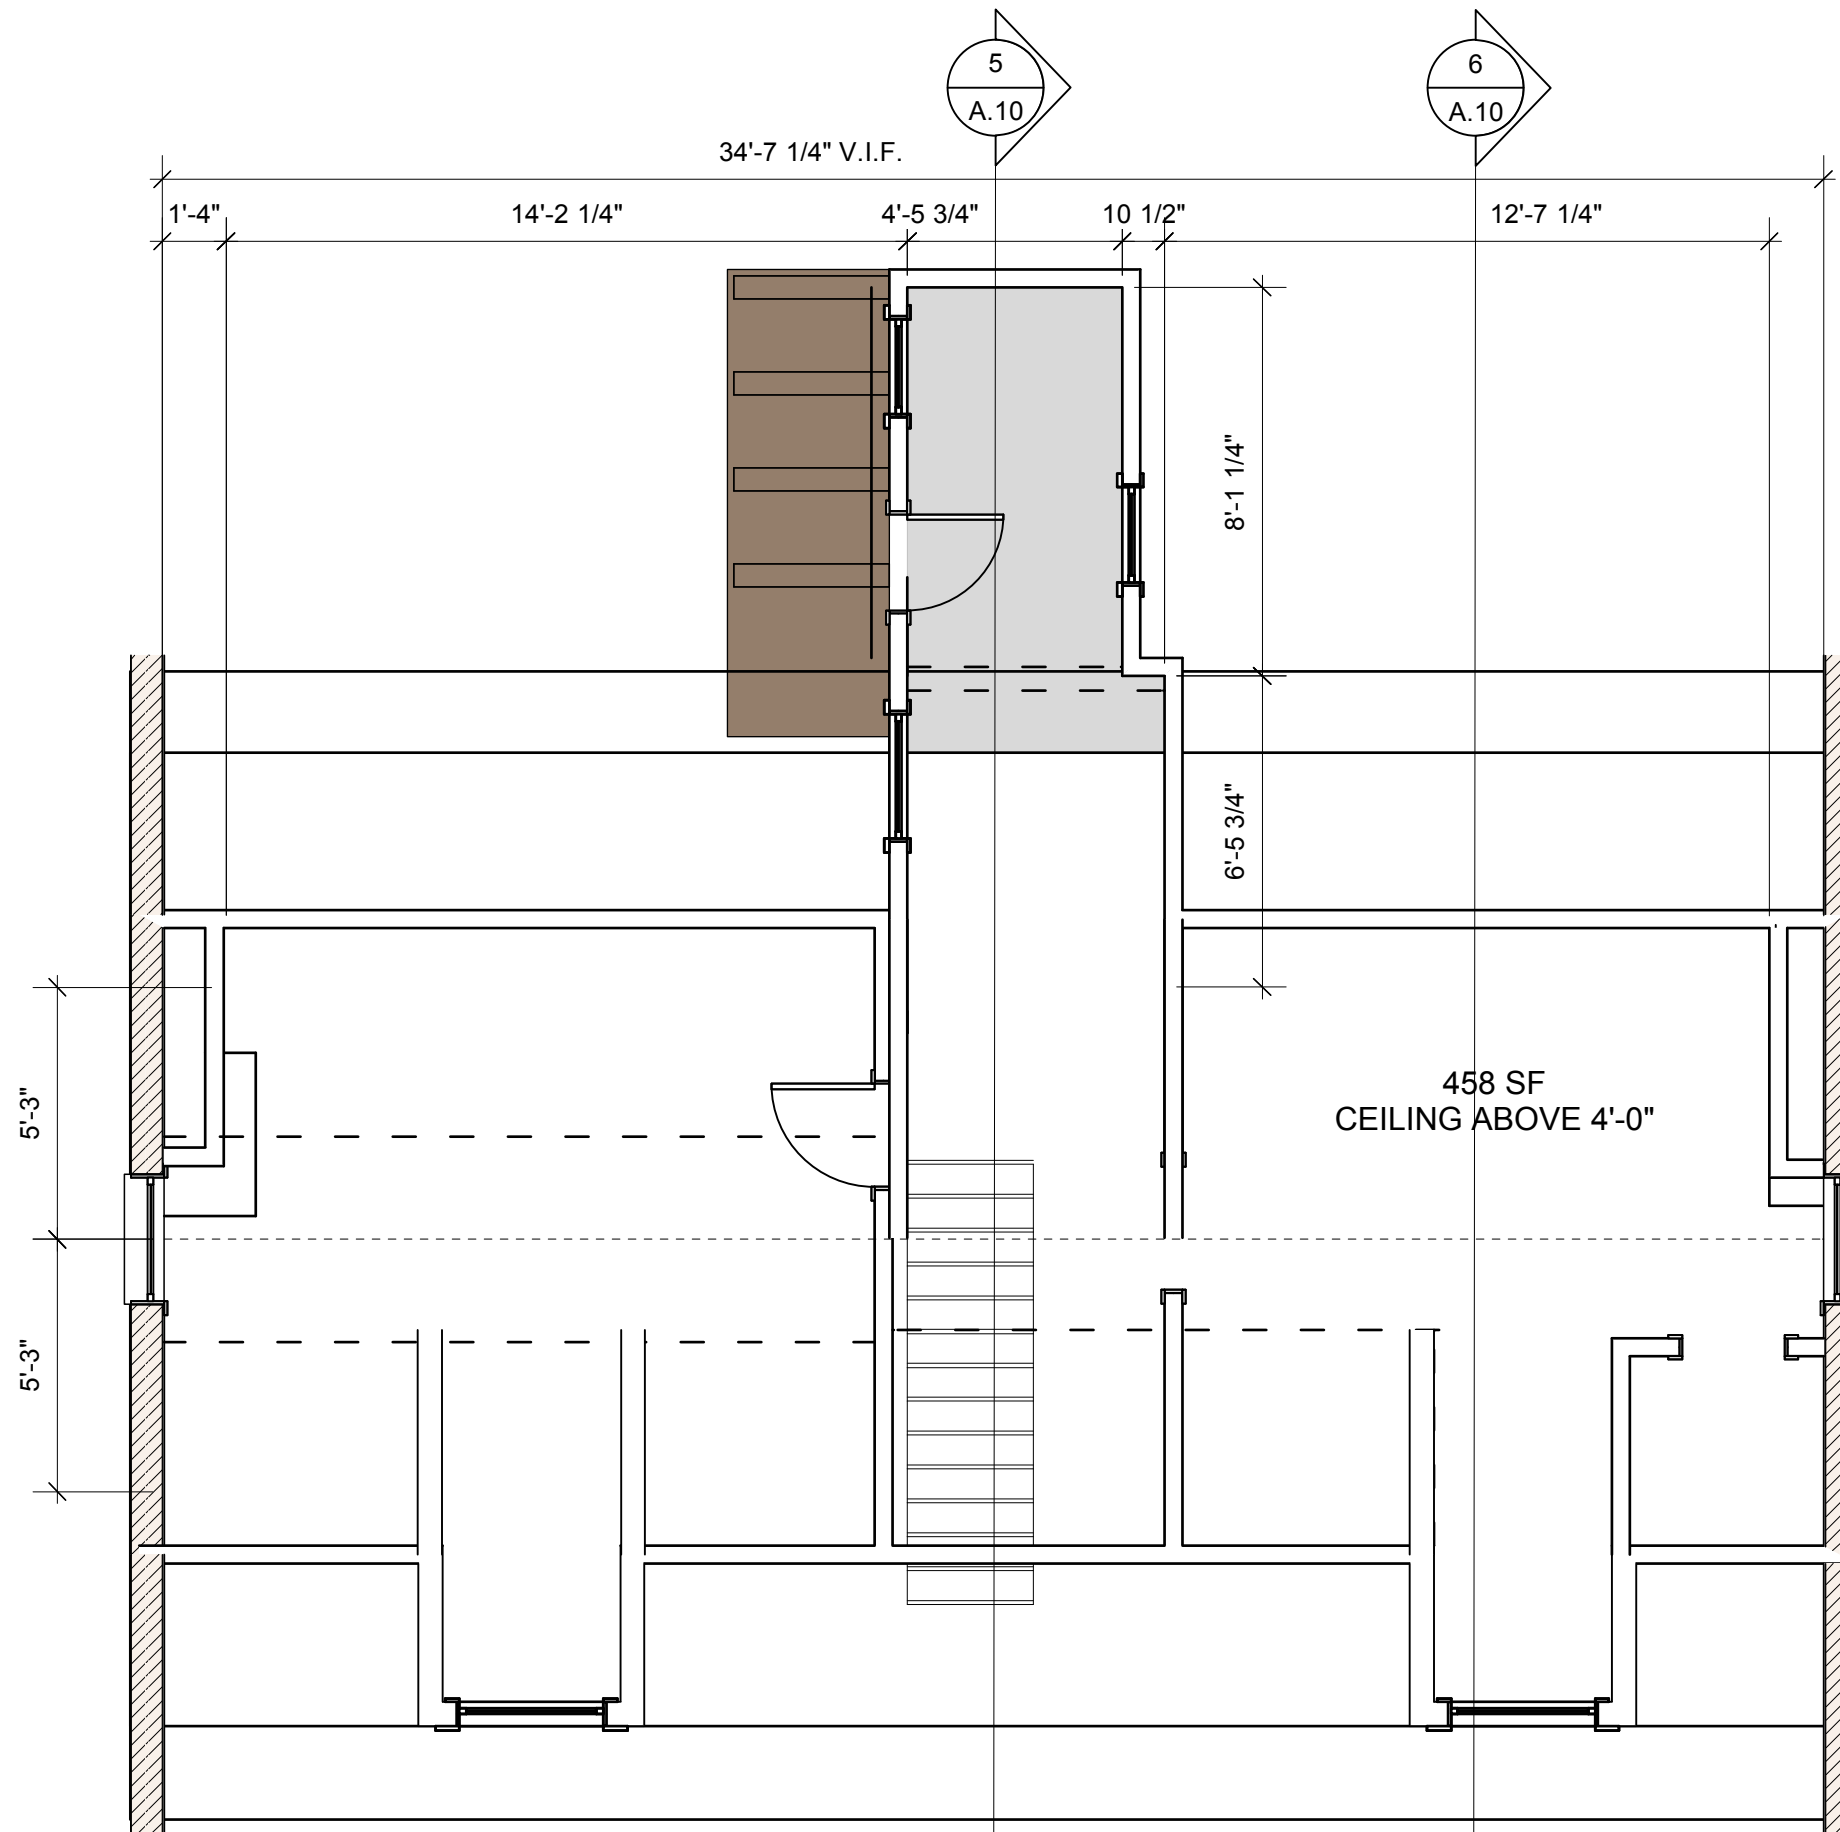 5
A.10
6
A.10
34'-7 1/4" V.I.F.
1'-4"
14'-2 1/4"
4'-5 3/4"
10 1/2"
12'-7 1/4"
8'-1 1/4"
6'-5 3/4"
5'-3"
458 SF
CEILING ABOVE 4'-0"
5'-3"